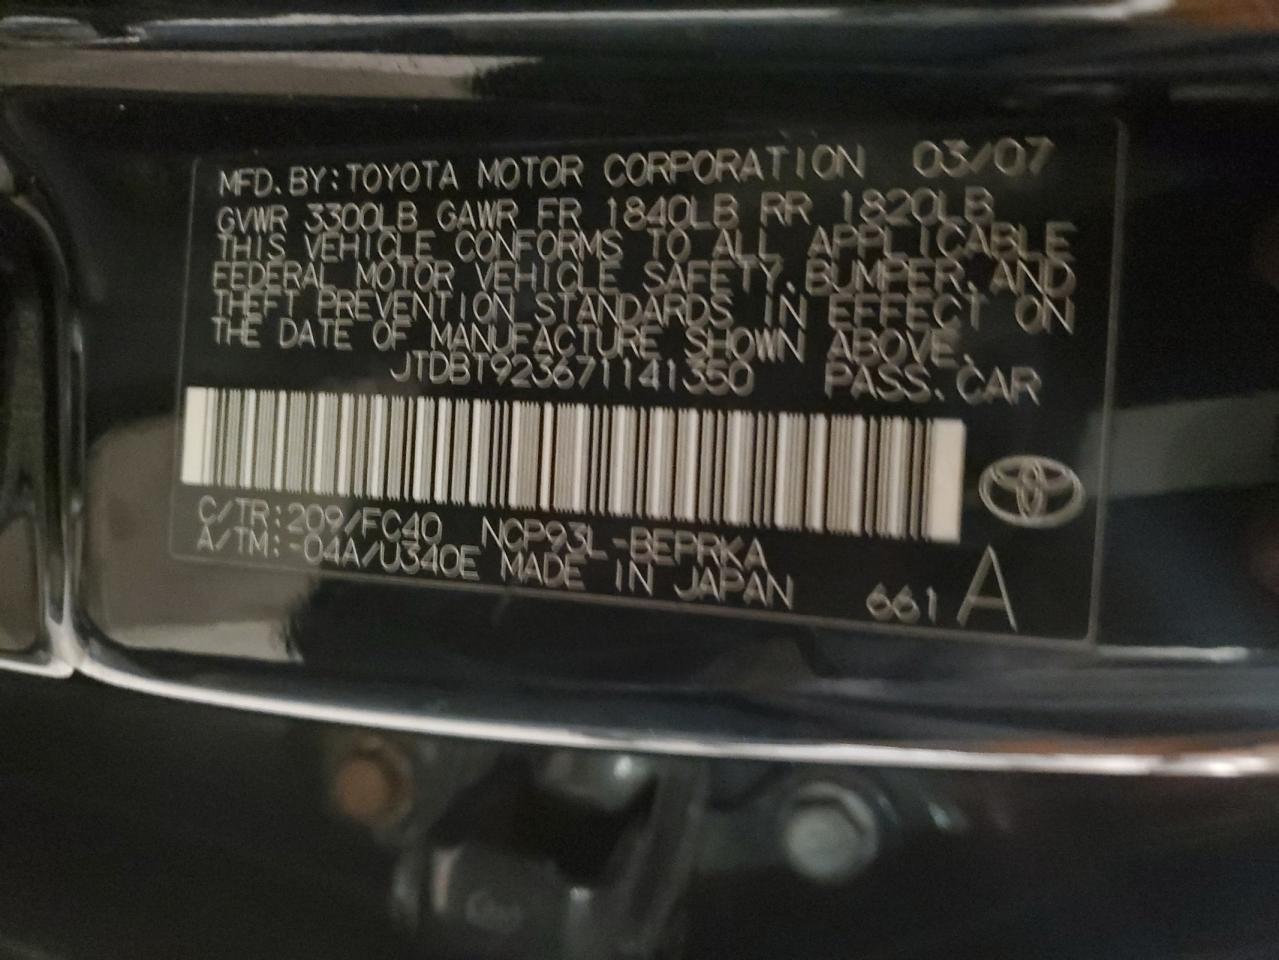 MFD.BY:TOYOTA MOTOR CORPORATION 03/07
GVWR 3300LB GAWR FR 1840LB RR 1820LB
THIS VEHICLE CONFORMS TO ALL APPLICABLE
FEDERAL MOTOR VEHICLE SAFETY,BUMPER,AND
THEFT PREVENTION STANDARDS IN EFFECT ON
THE DATE OF MANUFACTURE SHOWN ABOVE.
JTDBT923671141350 PASS.CAR
C/TR:209/FC40 NCP93L-BEPRKA
A/TM:-04A/U340E MADE IN JAPAN 661 A